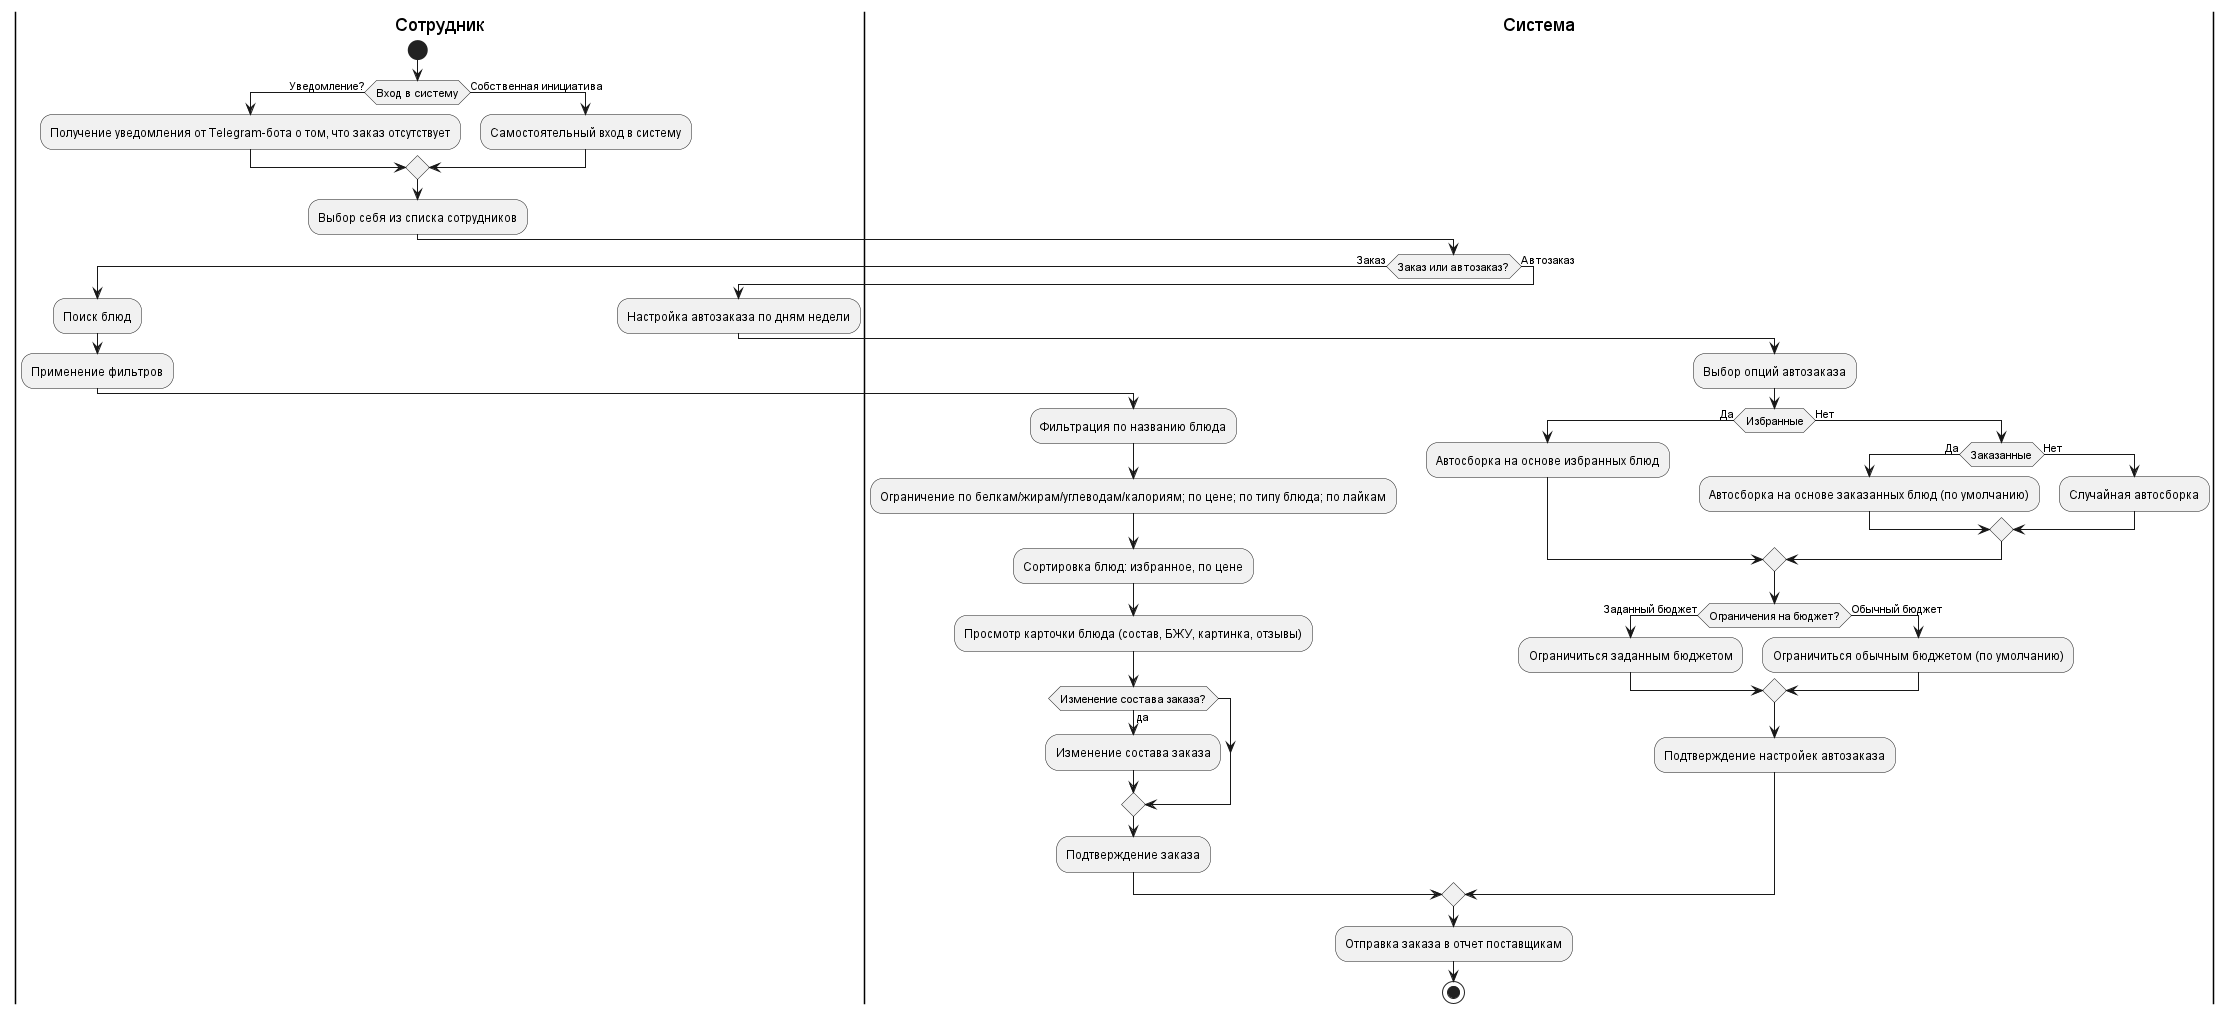 Сотрудник
Система
Уведомление?
Вход в систему
Собственная инициатива
Получение уведомления от Telegram-бота о том, что заказ отсутствует
Самостоятельный вход в систему
Выбор себя из списка сотрудников
Заказ
Заказ или автозаказ?
Автозаказ
Поиск блюд
Настройка автозаказа по дням недели
Применение фильтров
Выбор опций автозаказа
Фильтрация по названию блюда
Да
Избранные
Нет
Автосборка на основе избранных блюд
Да
Заказанные
Нет
Ограничение по белкам/жирам/углеводам/калориям; по цене; по типу блюда; по лайкам
Автосборка на основе заказанных блюд (по умолчанию)
Случайная автосборка
Сортировка блюд: избранное, по цене
Просмотр карточки блюда (состав, БЖУ, картинка, отзывы)
Заданный бюджет
Ограничения на бюджет?
Обычный бюджет
Ограничиться заданным бюджетом
Ограничиться обычным бюджетом (по умолчанию)
Изменение состава заказа?
да
Изменение состава заказа
Подтверждение настройек автозаказа
Подтверждение заказа
Отправка заказа в отчет поставщикам